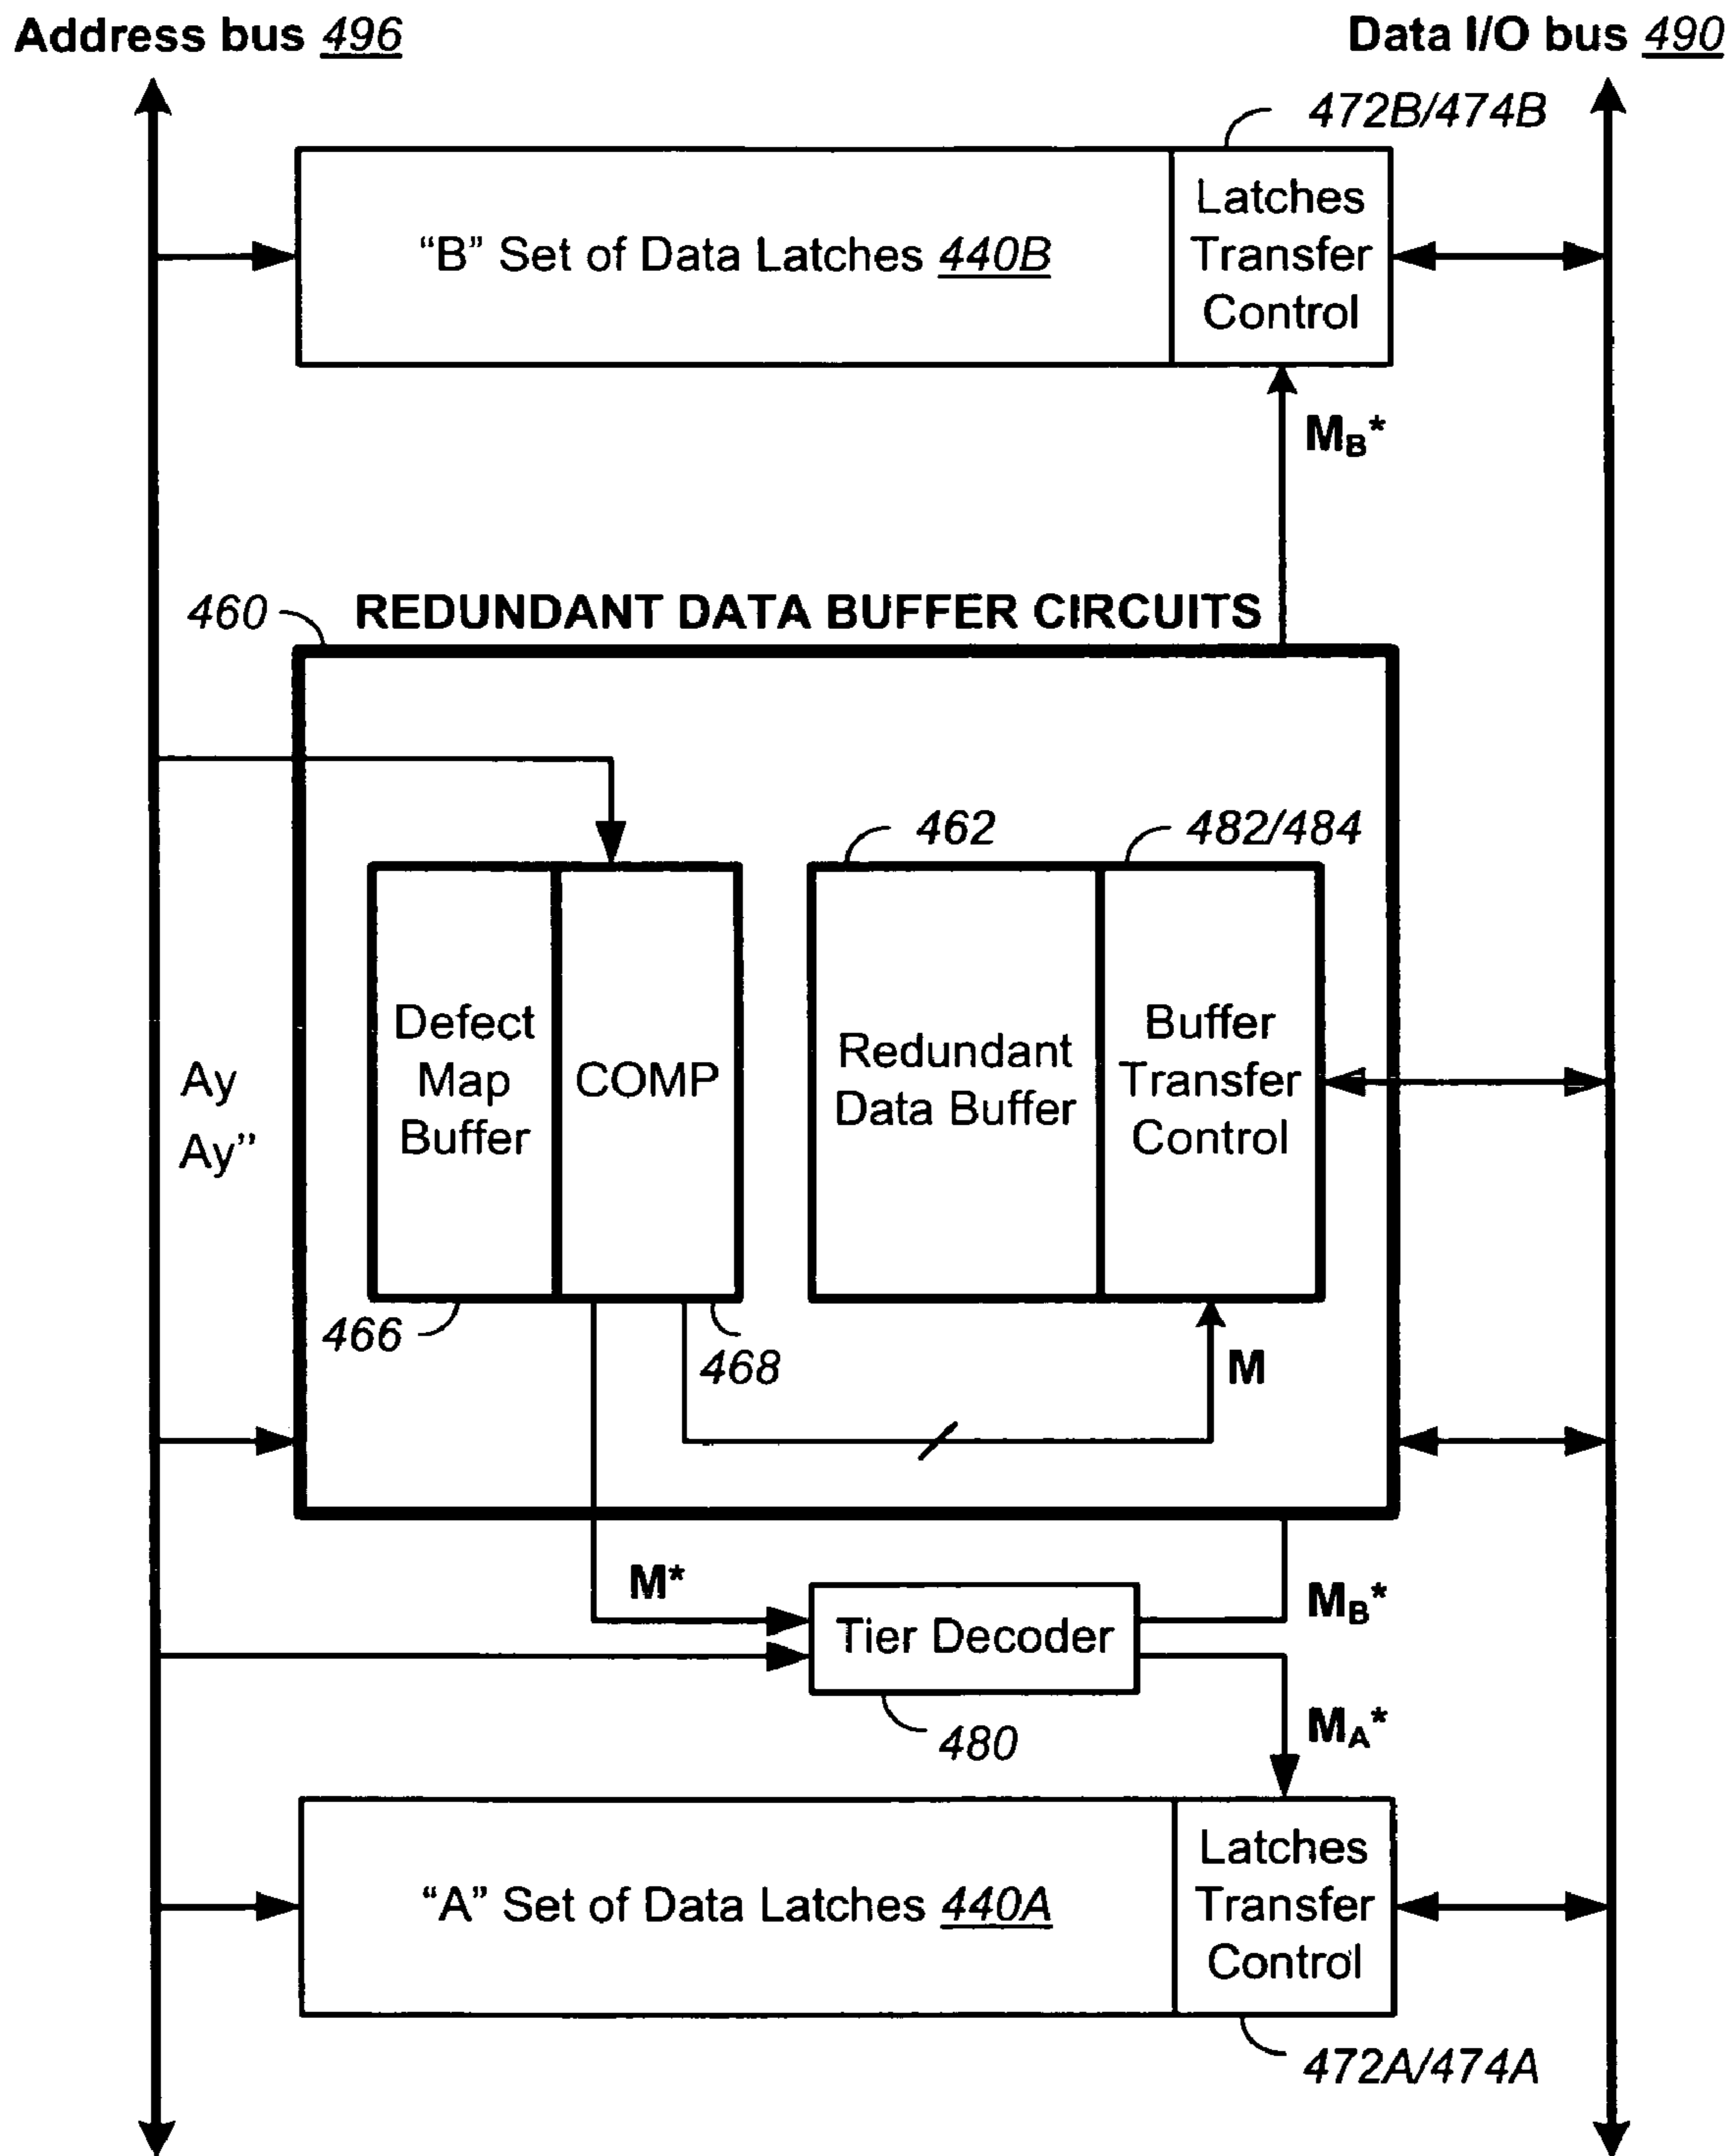 Address bus 496
Data I/O bus 490
472B/474B
"B" Set of Data Latches 440B
Latches
Transfer
Control
MB*
460
REDUNDANT DATA BUFFER CIRCUITS
462
482/484
Defect
Map
Buffer
COMP
Redundant
Data Buffer
Buffer
Transfer
Control
Ay
Ay”
466
468
M
M*
Tier Decoder
MB*
480
MA*
“A” Set of Data Latches 440A
Latches
Transfer
Control
472A/474A